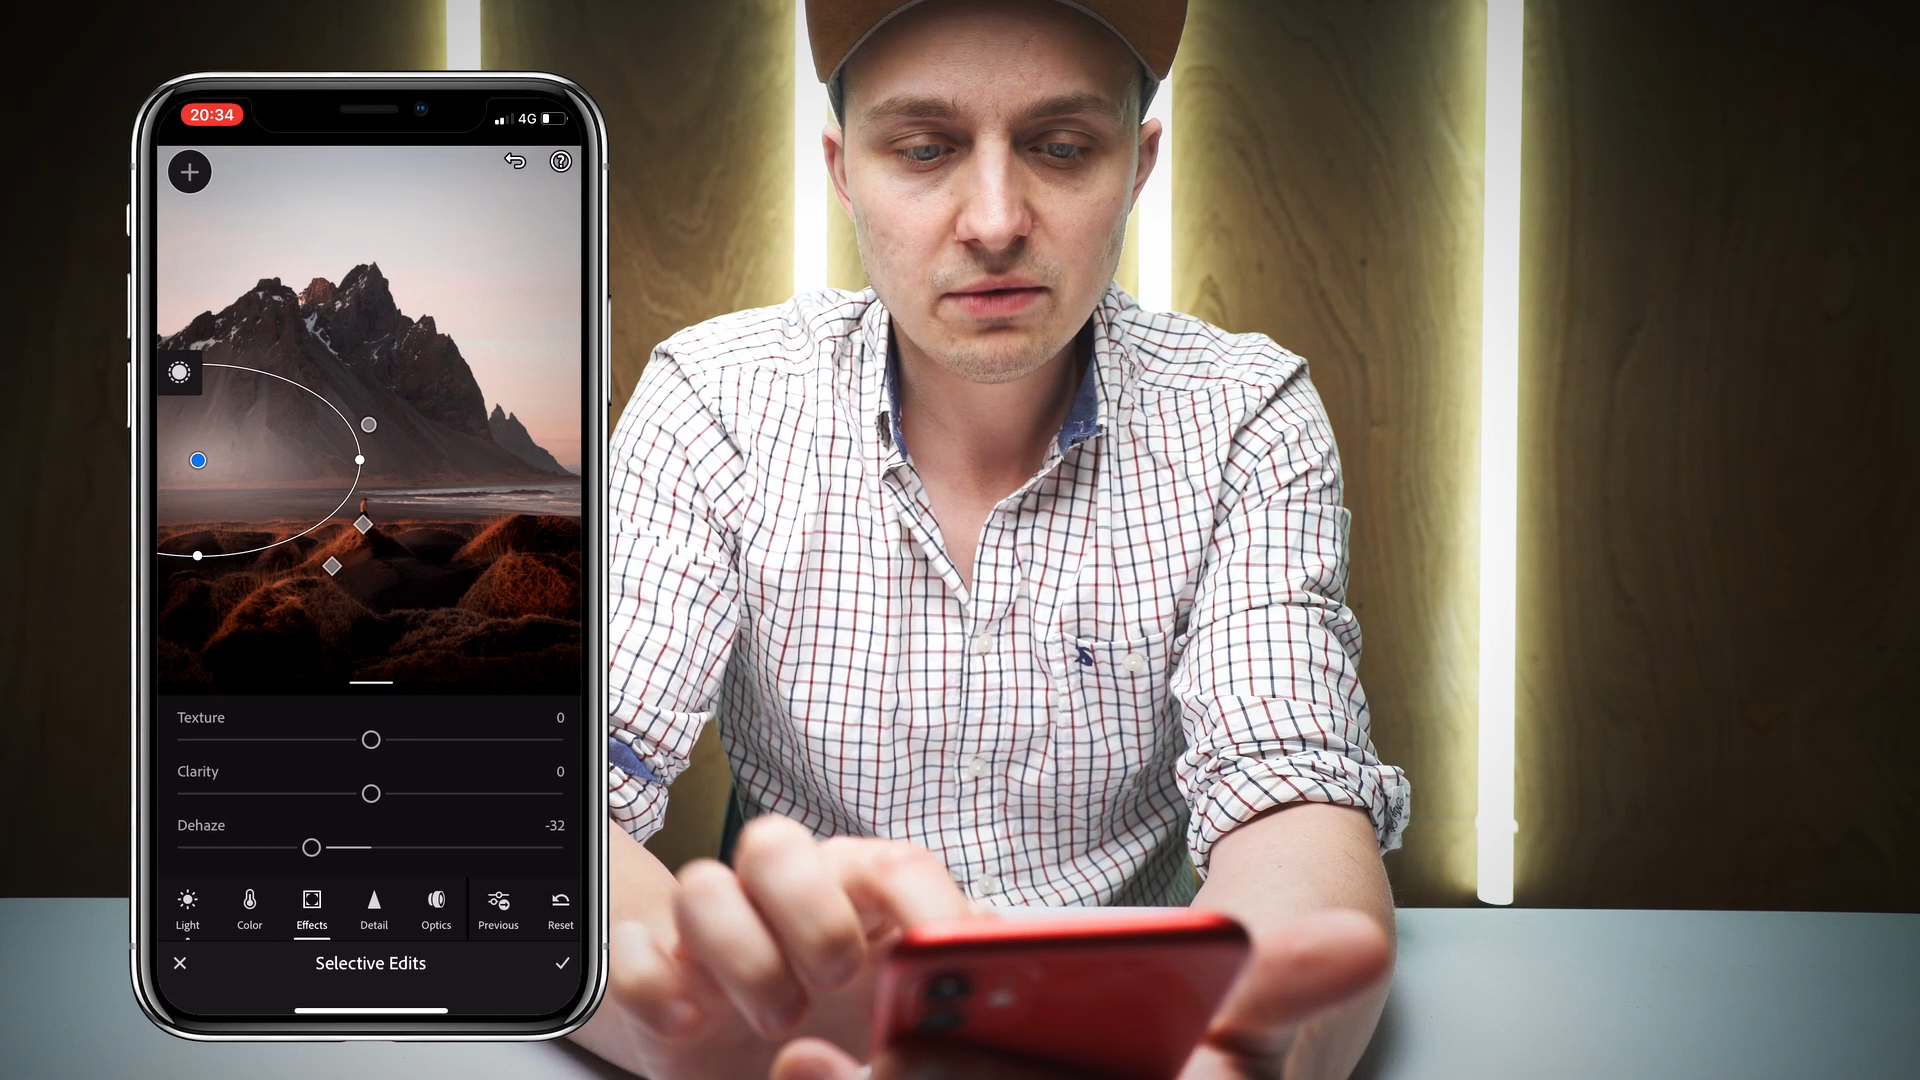 20:34
4G
Texture 0
Clarity 0
Dehaze -32
Light Color Effects Detail Optics Previous Reset
Selective Edits